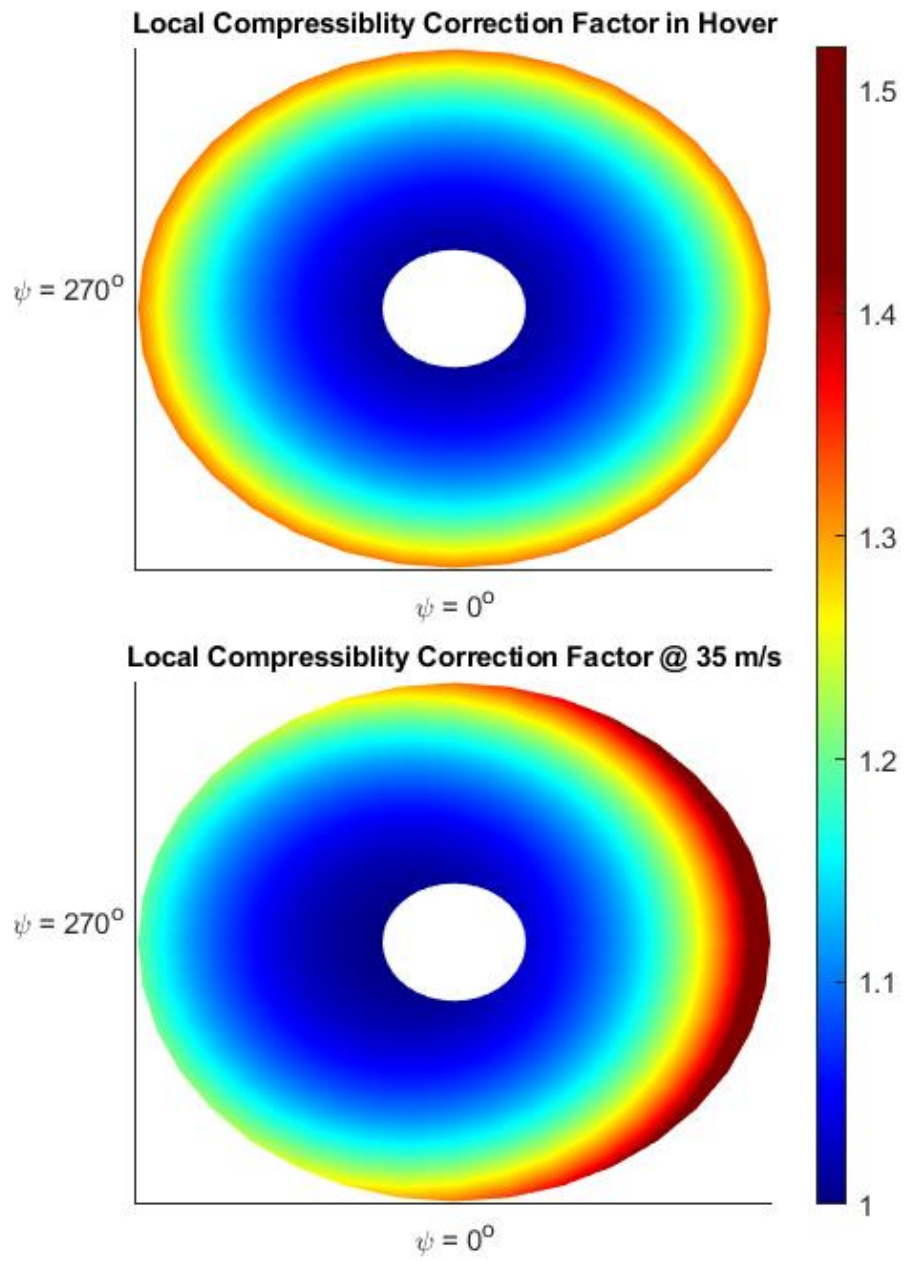 Local Compressiblity Correction Factor in Hover
1.5
ψ = 270°
1.4
1.3
ψ = 0°
Local Compressiblity Correction Factor @ 35 m/s
1.2
ψ = 270°
1.1
1
ψ = 0°